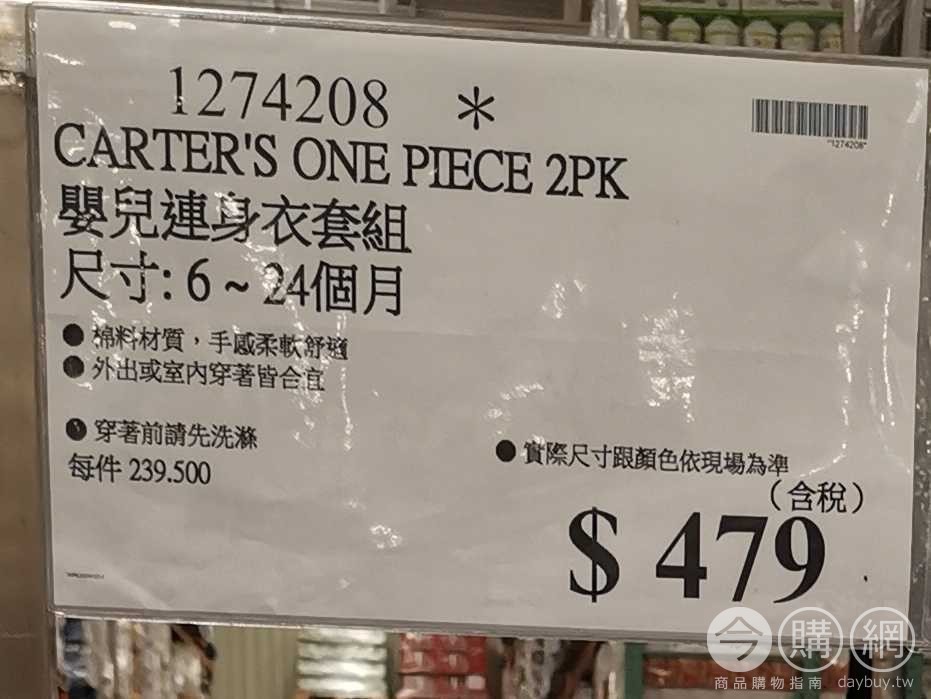 1274208 *
"1274208"
CARTER'S ONE PIECE 2PK
嬰兒連身衣套組
尺寸: 6 ~ 24個月
● 棉料材質，手感柔軟舒適
● 外出或室內穿著皆合宜
● 穿著前請先洗滌
每件 239.500
● 實際尺寸跟顏色依現場為準
（含稅）
$ 479
今購網
商品購物指南 daybuy.tw